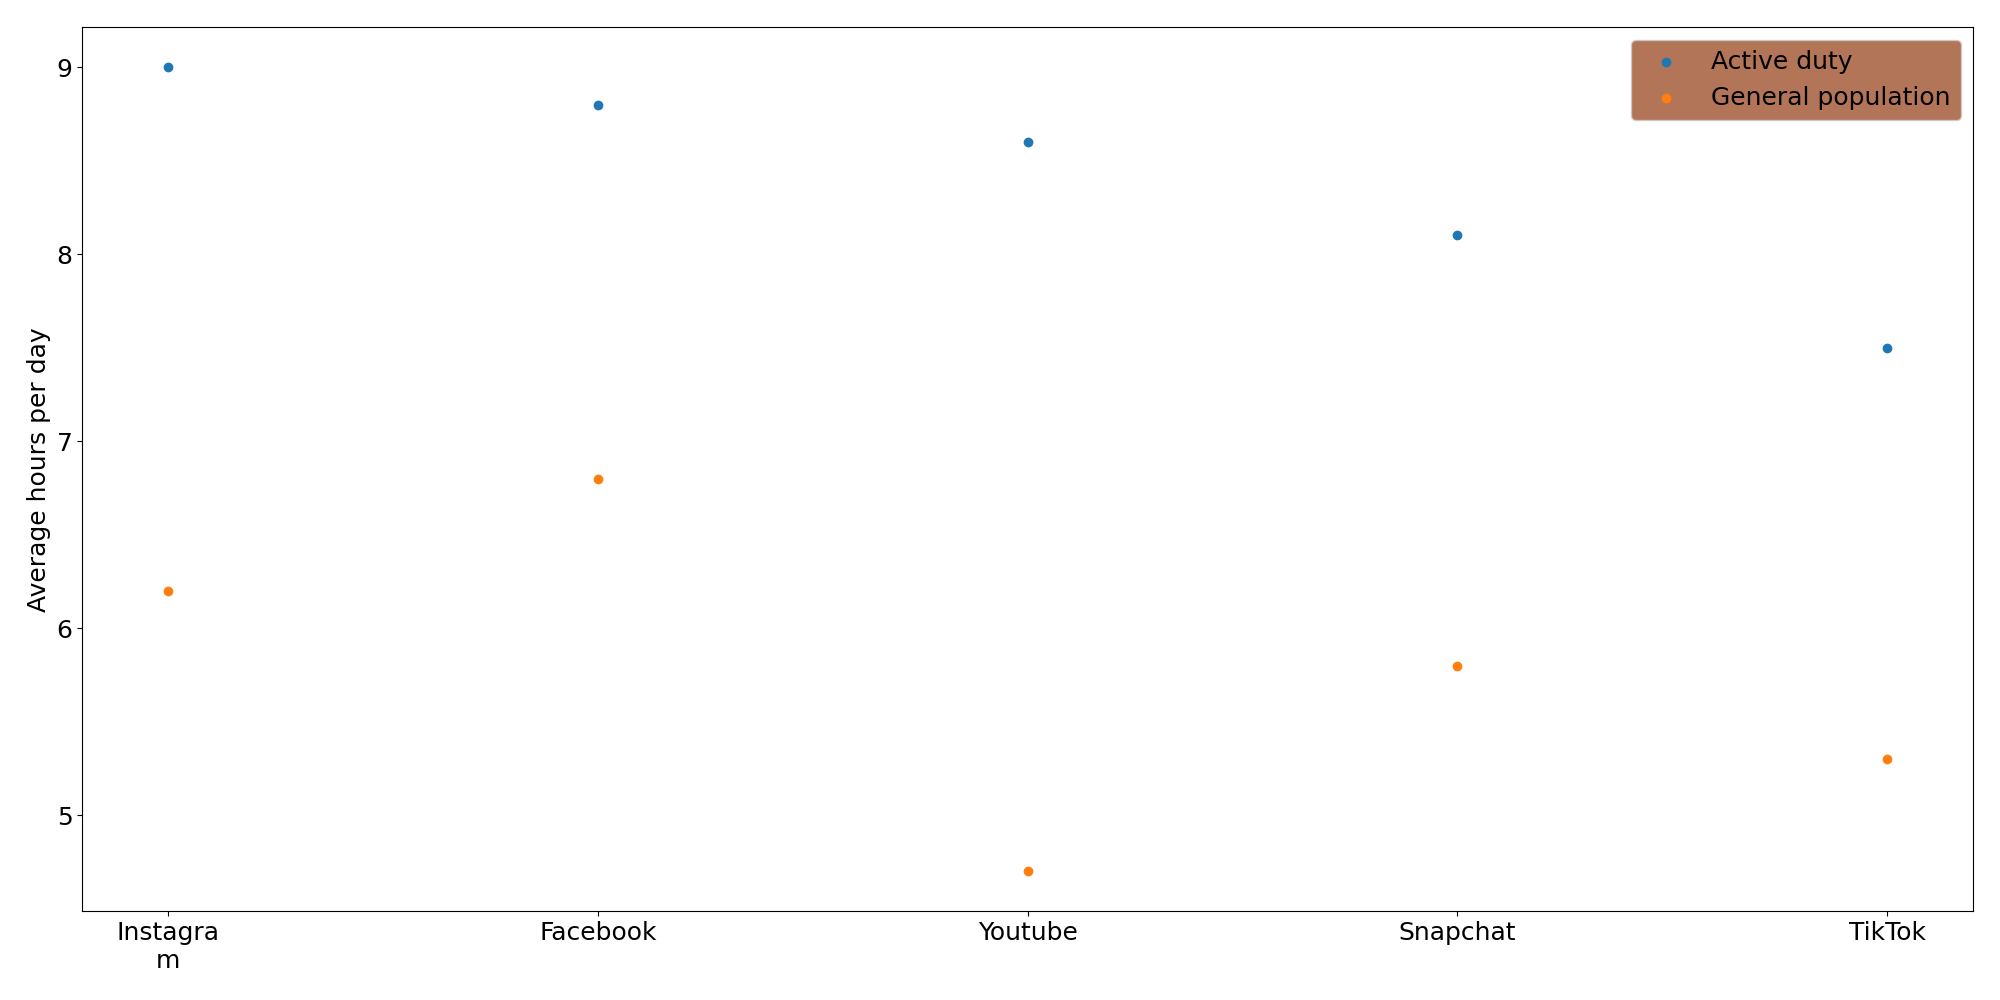 Active duty
General population
Average hours per day
9
8
7
6
5
Instagra
m
Facebook
Youtube
Snapchat
TikTok